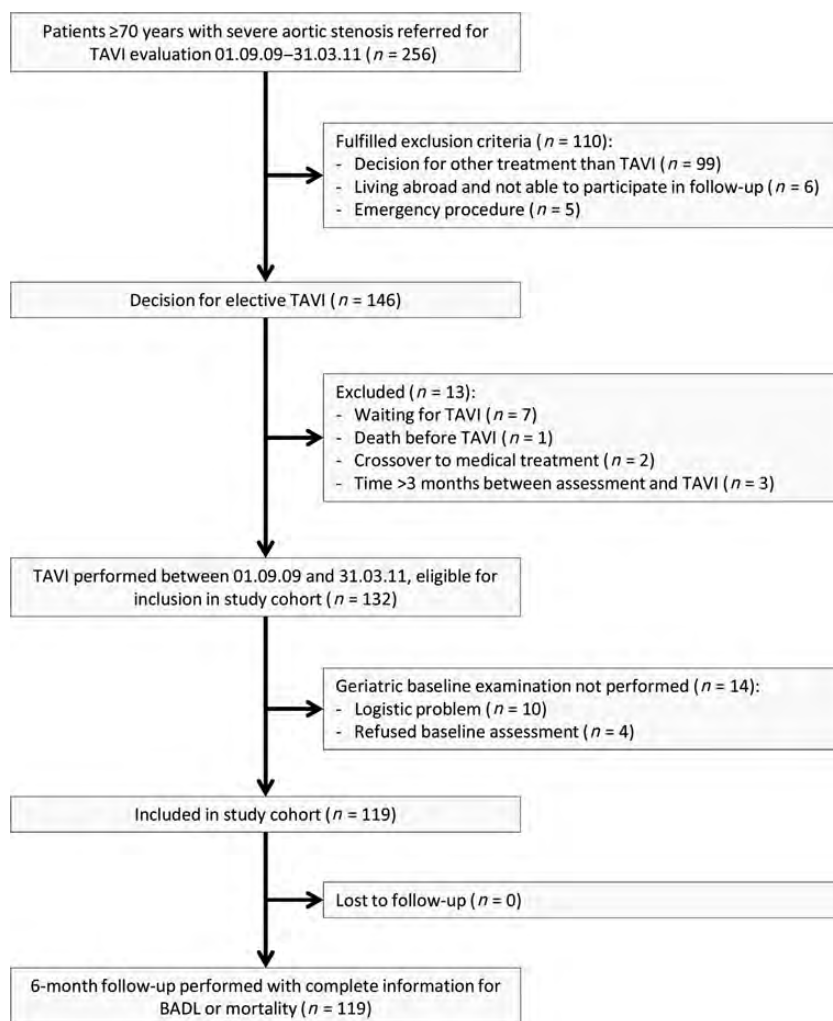 Patients ≥70 years with severe aortic stenosis referred for
TAVI evaluation 01.09.09–31.03.11 (n = 256)
Fulfilled exclusion criteria (n = 110):
- Decision for other treatment than TAVI (n = 99)
- Living abroad and not able to participate in follow-up (n = 6)
- Emergency procedure (n = 5)
Decision for elective TAVI (n = 146)
Excluded (n = 13):
- Waiting for TAVI (n = 7)
- Death before TAVI (n = 1)
- Crossover to medical treatment (n = 2)
- Time >3 months between assessment and TAVI (n = 3)
TAVI performed between 01.09.09 and 31.03.11, eligible for
inclusion in study cohort (n = 132)
Geriatric baseline examination not performed (n = 14):
- Logistic problem (n = 10)
- Refused baseline assessment (n = 4)
Included in study cohort (n = 119)
Lost to follow-up (n = 0)
6-month follow-up performed with complete information for
BADL or mortality (n = 119)